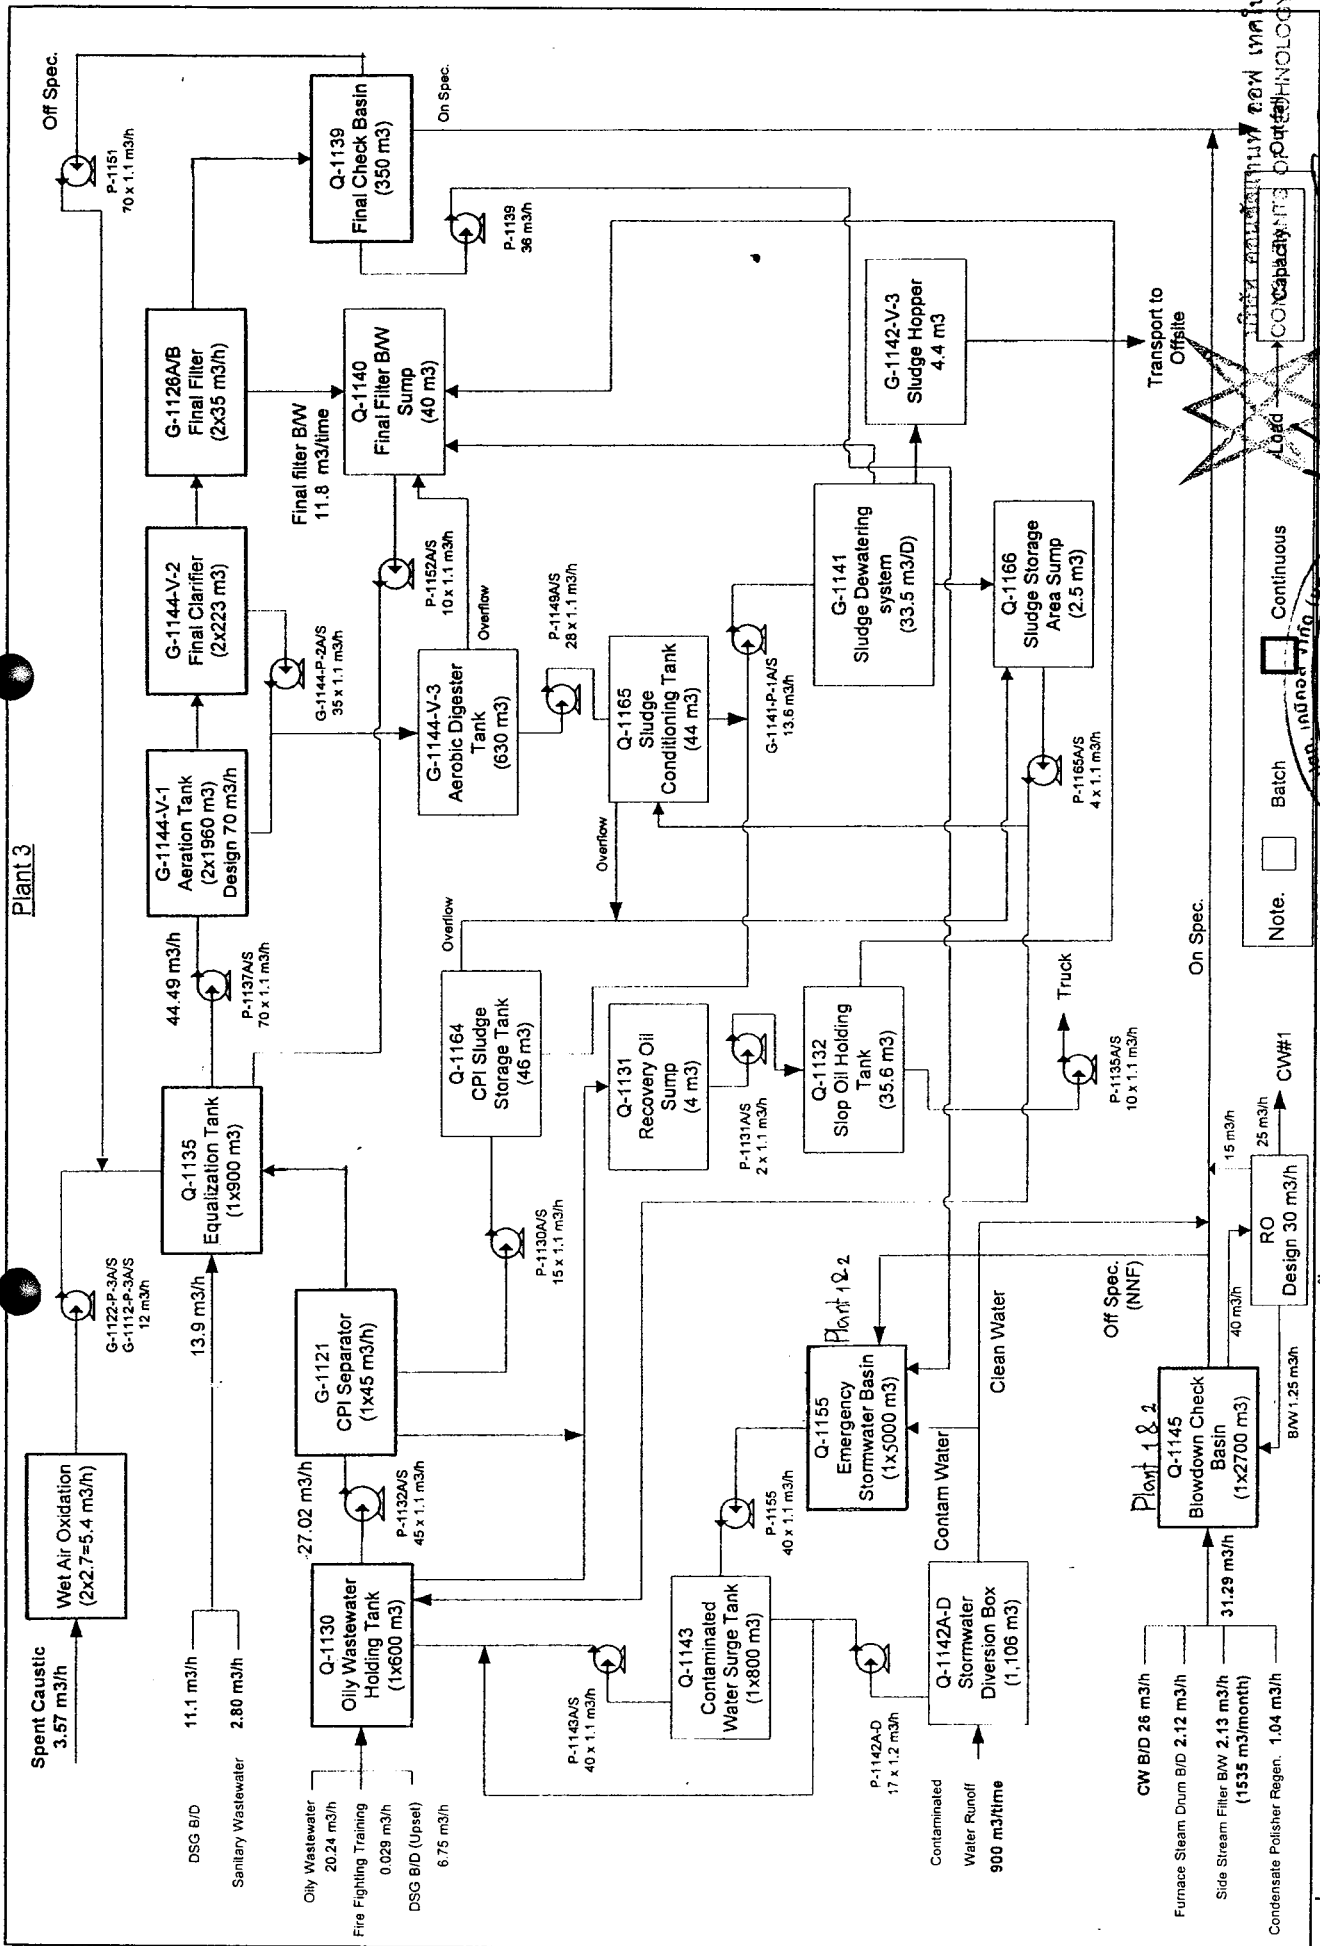 Plant 3
Spent Caustic
3.57 m3/h
Wet Air Oxidation
(2x2.7=5.4 m3/h)
G-1122-P-3A/S
G-1112-P-3A/S
12 m3/h
P-1151
70 x 1.1 m3/h
Off Spec.
DSG B/D
11.1 m3/h
Sanitary Wastewater
2.80 m3/h
13.9 m3/h
Q-1135
Equalization Tank
(1x900 m3)
44.49 m3/h
P-1137A/S
70 x 1.1 m3/h
G-1144-V-1
Aeration Tank
(2x1960 m3)
Design 70 m3/h
G-1144-V-2
Final Clarifier
(2x223 m3)
G-1144-P-2A/S
35 x 1.1 m3/h
G-1126A/B
Final Filter
(2x35 m3/h)
Final filter B/W
11.8 m3/time
Q-1139
Final Check Basin
(350 m3)
On Spec.
P-1139
36 m3/h
Oily Wastewater
20.24 m3/h
Fire Fighting Training
0.029 m3/h
DSG B/D (Upset)
6.75 m3/h
Q-1130
Oily Wastewater
Holding Tank
(1x600 m3)
27.02 m3/h
P-1132A/S
45 x 1.1 m3/h
G-1121
CPI Separator
(1x45 m3/h)
P-1130A/S
15 x 1.1 m3/h
Q-1164
CPI Sludge
Storage Tank
(46 m3)
Overflow
G-1144-V-3
Aerobic Digester
Tank
(630 m3)
Overflow
P-1152A/S
10 x 1.1 m3/h
Q-1140
Final Filter B/W
Sump
(40 m3)
P-1149A/S
28 x 1.1 m3/h
Q-1165
Sludge
Conditioning Tank
(44 m3)
Overflow
G-1141-P-1A/S
13.6 m3/h
G-1141
Sludge Dewatering
system
(33.5 m3/D)
G-1142-V-3
Sludge Hopper
4.4 m3
Transport to
Offsite
Q-1131
Recovery Oil
Sump
(4 m3)
P-1131A/S
2 x 1.1 m3/h
Q-1132
Slop Oil Holding
Tank
(35.6 m3)
P-1135A/S
10 x 1.1 m3/h
Truck
Q-1166
Sludge Storage
Area Sump
(2.5 m3)
P-1165A/S
4 x 1.1 m3/h
P-1143A/S
40 x 1.1 m3/h
Q-1143
Contaminated
Water Surge Tank
(1x800 m3)
P-1155
40 x 1.1 m3/h
Plant 1&2
Q-1155
Emergency
Stormwater Basin
(1x5000 m3)
P-1142A-D
17 x 1.2 m3/h
Contaminated
Water Runoff
900 m3/time
Q-1142A-D
Stormwater
Diversion Box
(1,106 m3)
Contam Water
Clean Water
Off Spec.
(NNF)
On Spec.
CW B/D 26 m3/h
Furnace Steam Drum B/D 2.12 m3/h
Side Stream Filter B/W 2.13 m3/h
(1535 m3/month)
Condensate Polisher Regen. 1.04 m3/h
31.29 m3/h
Plant 1 & 2
Q-1145
Blowdown Check
Basin
(1x2700 m3)
40 m3/h
B/W 1.25 m3/h
RO
Design 30 m3/h
15 m3/h
25 m3/h
CW#1
Outfall
Note.
Batch
Continuous
Load
Capacity